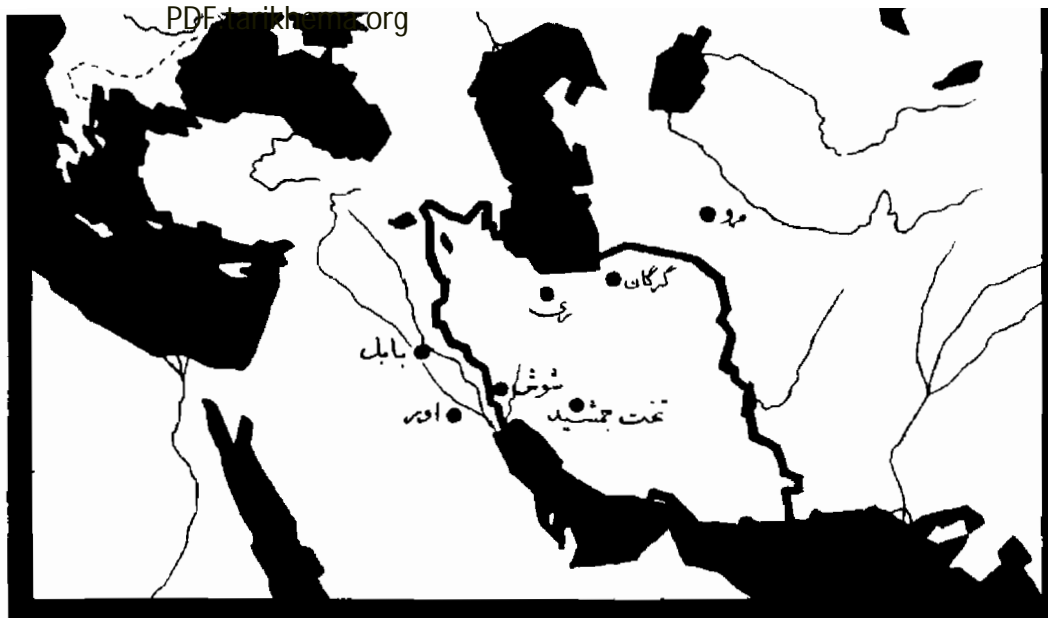 PDF.tarikhema.org
مرو
گرگان
ری
بابل
شوش
تخت جمشید
اور